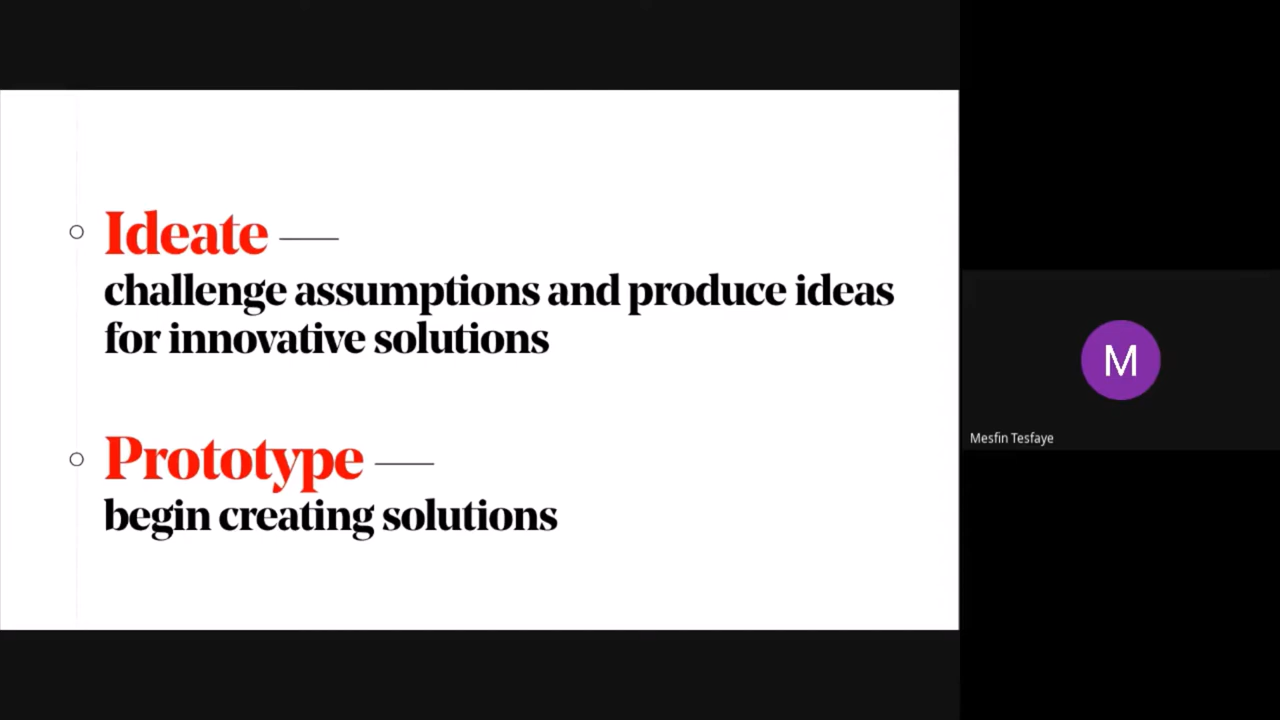 Ideate
challenge assumptions and produce ideas
for innovative solutions
Prototype
begin creating solutions
M
Mesfin Tesfaye